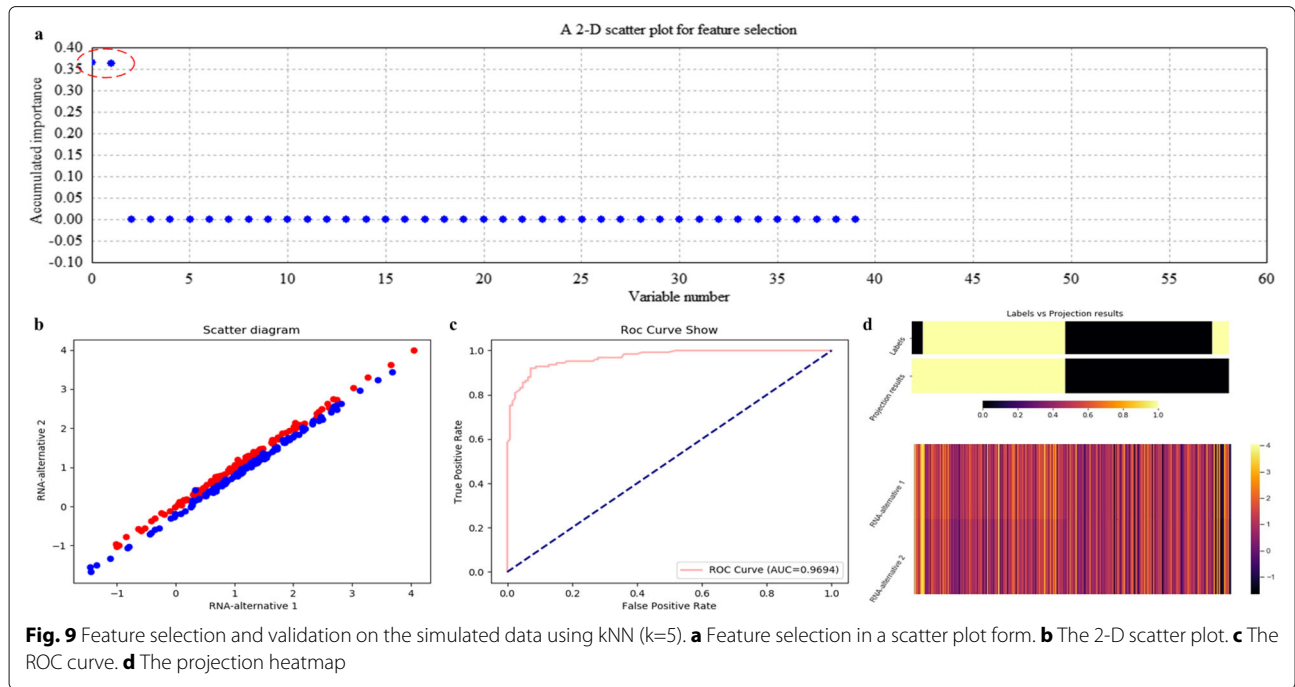 a
A 2-D scatter plot for feature selection
0.40
0.35
0.30
0.25
0.20
0.15
0.10
0.05
0.00
-0.05
-0.10
Accumulated importance
0 5 10 15 20 25 30 35 40 45 50 55 60
Variable number
b
Scatter diagram
4
3
2
1
0
−1
RNA-alternative 2
−1 0 1 2 3 4
RNA-alternative 1
c
Roc Curve Show
1.0
0.8
0.6
0.4
0.2
0.0
True Positive Rate
ROC Curve (AUC=0.9694)
0.0 0.2 0.4 0.6 0.8 1.0
False Positive Rate
d
Labels vs Projection results
Labels
Projection results
0.0 0.2 0.4 0.6 0.8 1.0
RNA-alternative 1
RNA-alternative 2
4
3
2
1
0
−1
Fig. 9 Feature selection and validation on the simulated data using kNN (k=5). a Feature selection in a scatter plot form. b The 2-D scatter plot. c The
ROC curve. d The projection heatmap